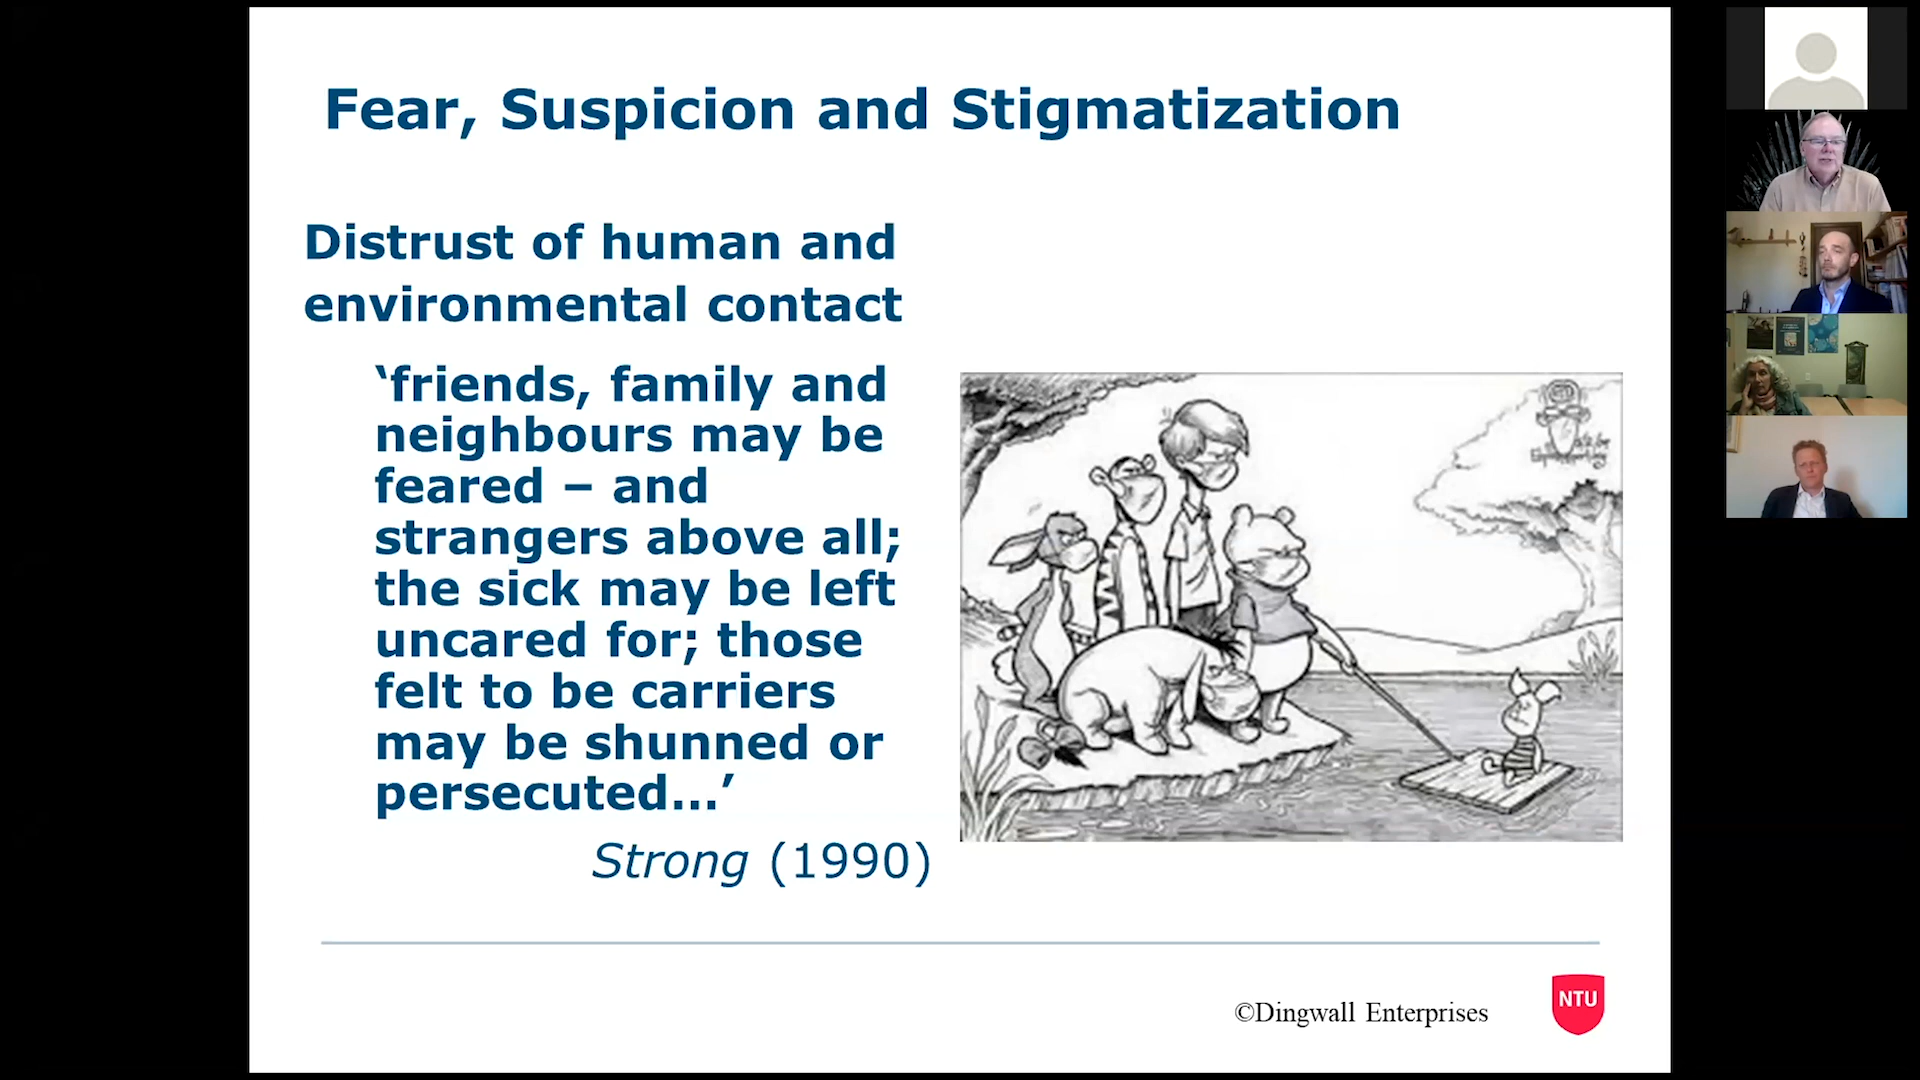 Fear, Suspicion and Stigmatization
Distrust of human and
environmental contact
‘friends, family and
neighbours may be
feared – and
strangers above all;
the sick may be left
uncared for; those
felt to be carriers
may be shunned or
persecuted…’
Strong (1990)
©Dingwall Enterprises
NTU